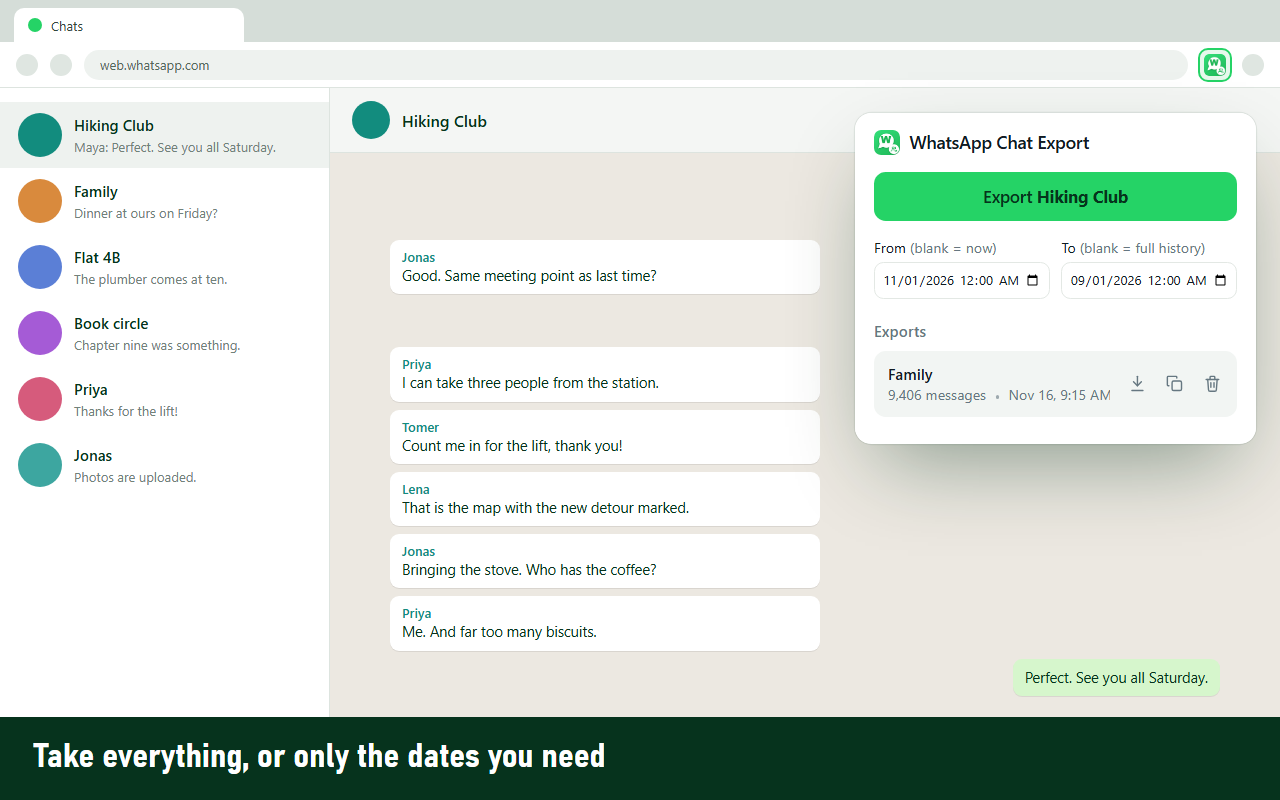 Chats
web.whatsapp.com
Hiking Club
Maya: Perfect. See you all Saturday.
Family
Dinner at ours on Friday?
Flat 4B
The plumber comes at ten.
Book circle
Chapter nine was something.
Priya
Thanks for the lift!
Jonas
Photos are uploaded.
Hiking Club
Jonas
Good. Same meeting point as last time?
Priya
I can take three people from the station.
Tomer
Count me in for the lift, thank you!
Lena
That is the map with the new detour marked.
Jonas
Bringing the stove. Who has the coffee?
Priya
Me. And far too many biscuits.
Perfect. See you all Saturday.
WhatsApp Chat Export
Export Hiking Club
From (blank = now) To (blank = full history)
11/01/2026 12:00 AM 09/01/2026 12:00 AM
Exports
Family
9,406 messages • Nov 16, 9:15 AM
Take everything, or only the dates you need